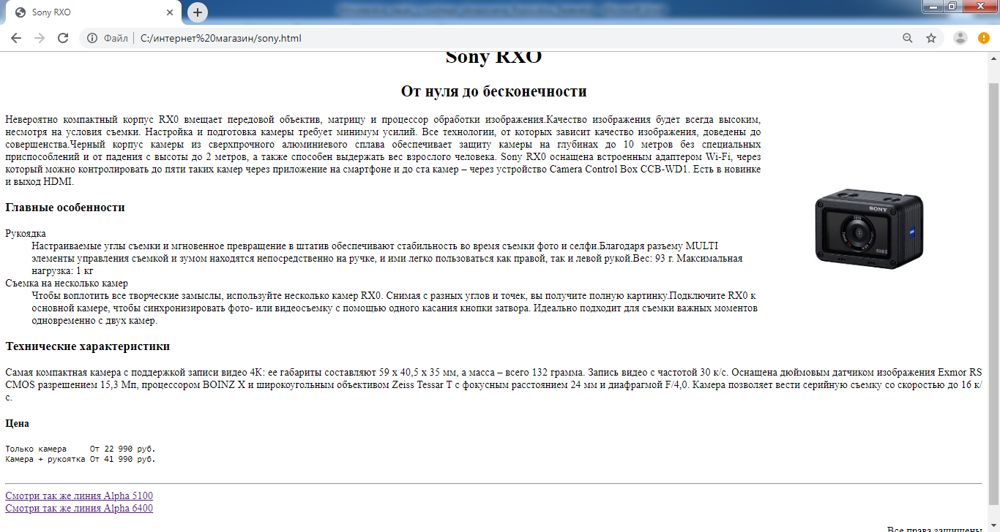 Sony RXO
Файл
C:/интернет%20магазин/sony.html
Sony RXO
От нуля до бесконечности
Невероятно компактный корпус RX0 вмещает передовой объектив, матрицу и процессор обработки изображения.Качество изображения будет всегда высоким,
несмотря на условия съемки. Настройка и подготовка камеры требует минимум усилий. Все технологии, от которых зависит качество изображения, доведены до
совершенства.Черный корпус камеры из сверхпрочного алюминиевого сплава обеспечивает защиту камеры на глубинах до 10 метров без специальных
приспособлений и от падения с высоты до 2 метров, а также способен выдержать вес взрослого человека. Sony RX0 оснащена встроенным адаптером Wi-Fi, через
который можно контролировать до пяти таких камер через приложение на смартфоне и до ста камер – через устройство Camera Control Box CCB-WD1. Есть в новинке
и выход HDMI.
SONY
RX0 II
Главные особенности
Рукоядка
Настраиваемые углы съемки и мгновенное превращение в штатив обеспечивают стабильность во время съемки фото и селфи.Благодаря разъему MULTI
элементы управления съемкой и зумом находятся непосредственно на ручке, и ими легко пользоваться как правой, так и левой рукой.Вес: 93 г. Максимальная
нагрузка: 1 кг
Съемка на несколько камер
Чтобы воплотить все творческие замыслы, используйте несколько камер RX0. Снимая с разных углов и точек, вы получите полную картинку.Подключите RX0 к
основной камере, чтобы синхронизировать фото- или видеосъемку с помощью одного касания кнопки затвора. Идеально подходит для съемки важных моментов
одновременно с двух камер.
Технические характеристики
Самая компактная камера с поддержкой записи видео 4К: ее габариты составляют 59 х 40,5 х 35 мм, а масса – всего 132 грамма. Запись видео с частотой 30 к/с. Оснащена дюймовым датчиком изображения Exmor RS
CMOS разрешением 15,3 Мп, процессором BOINZ X и широкоугольным объективом Zeiss Tessar T с фокусным расстоянием 24 мм и диафрагмой F/4,0. Камера позволяет вести серийную съемку со скоростью до 16 к/
с.
Цена
Только камера От 22 990 руб.
Камера + рукоятка От 41 990 руб.
Смотри так же линия Alpha 5100
Смотри так же линия Alpha 6400
Все права защищены